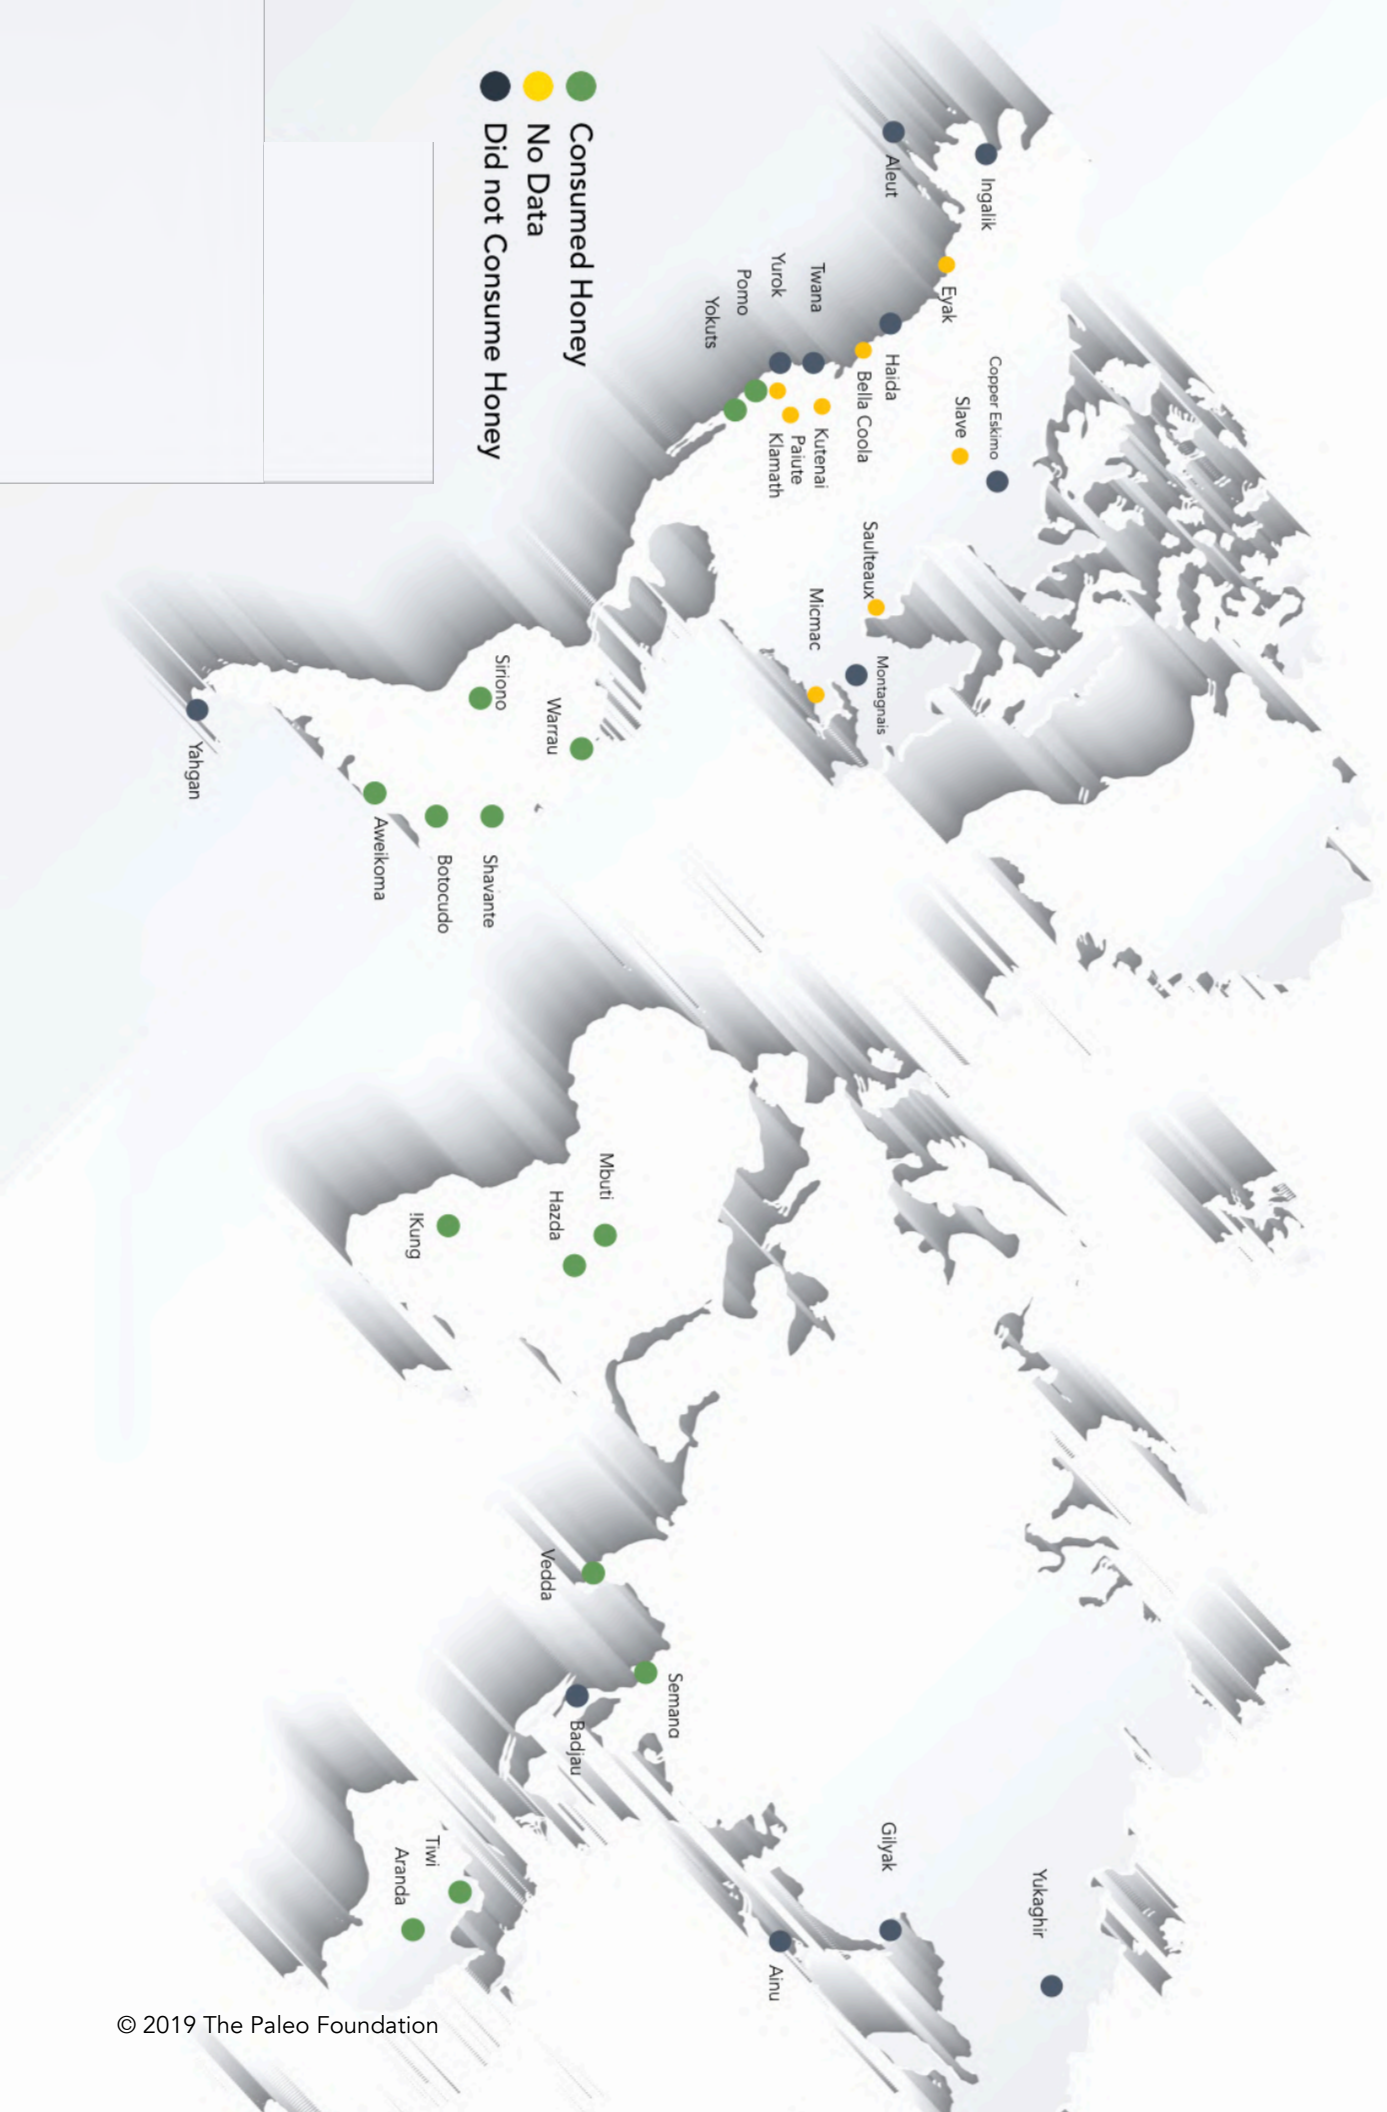 Consumed Honey
No Data
Did not Consume Honey
Ingalik
Aleut
Eyak
Copper Eskimo
Slave
Haida
Bella Coola
Twana
Yurok
Pomo
Yokuts
Kutenai
Paiute
Klamath
Saulteaux
Micmac
Montagnais
Warrau
Siriono
Shavante
Botocudo
Aweikoma
Yahgan
Mbuti
Hazda
!Kung
Vedda
Semang
Badjau
Tiwi
Aranda
Yukaghir
Gilyak
Ainu
© 2019 The Paleo Foundation